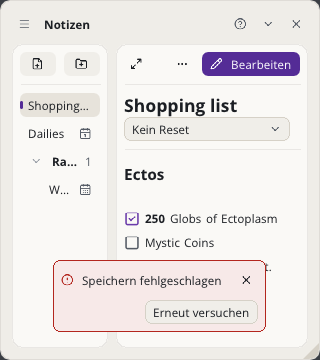 Notizen
Bearbeiten
Shopping...
Dailies
Ra... 1
W...
Shopping list
Kein Reset
Ectos
250 Globs of Ectoplasm
Mystic Coins
t.
Speichern fehlgeschlagen
Erneut versuchen